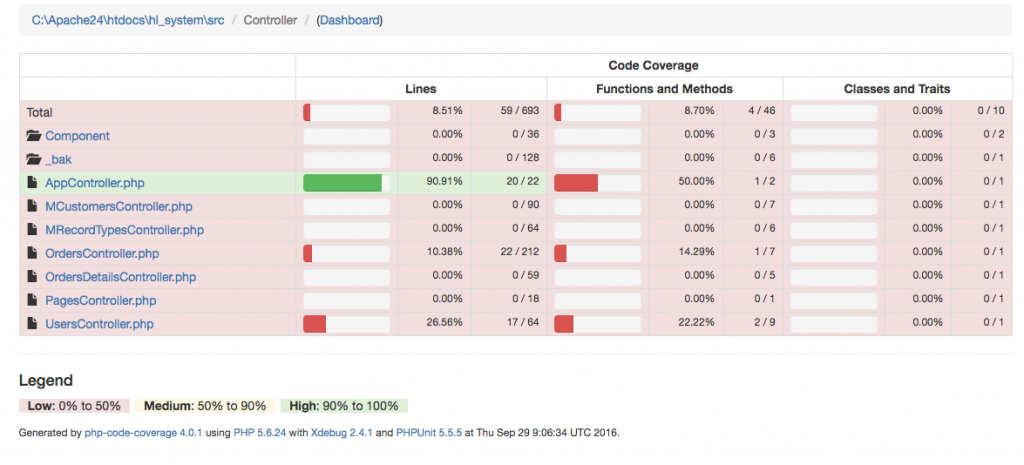 C:\Apache24\htdocs\hl_system\src / Controller / (Dashboard)
Code Coverage
Lines Functions and Methods Classes and Traits
Total 8.51% 59 / 693 8.70% 4 / 46 0.00% 0 / 10
Component 0.00% 0 / 36 0.00% 0 / 3 0.00% 0 / 2
_bak 0.00% 0 / 128 0.00% 0 / 6 0.00% 0 / 1
AppController.php 90.91% 20 / 22 50.00% 1 / 2 0.00% 0 / 1
MCustomersController.php 0.00% 0 / 90 0.00% 0 / 7 0.00% 0 / 1
MRecordTypesController.php 0.00% 0 / 64 0.00% 0 / 6 0.00% 0 / 1
OrdersController.php 10.38% 22 / 212 14.29% 1 / 7 0.00% 0 / 1
OrdersDetailsController.php 0.00% 0 / 59 0.00% 0 / 5 0.00% 0 / 1
PagesController.php 0.00% 0 / 18 0.00% 0 / 1 0.00% 0 / 1
UsersController.php 26.56% 17 / 64 22.22% 2 / 9 0.00% 0 / 1
Legend
Low: 0% to 50% Medium: 50% to 90% High: 90% to 100%
Generated by php-code-coverage 4.0.1 using PHP 5.6.24 with Xdebug 2.4.1 and PHPUnit 5.5.5 at Thu Sep 29 9:06:34 UTC 2016.